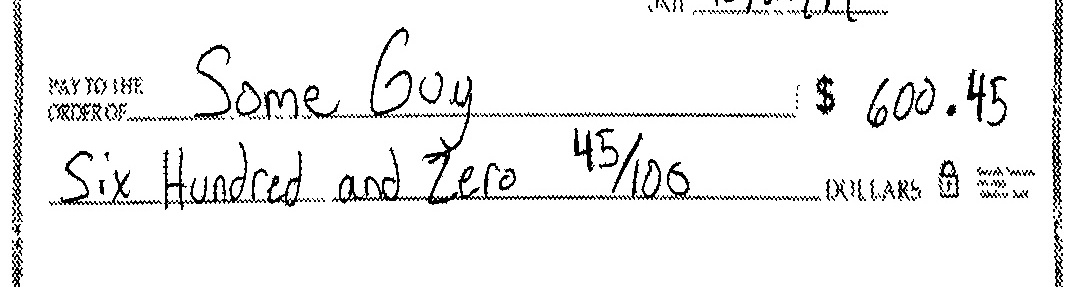 PAY TO THE
ORDER OF Some Guy $ 600.45
Six Hundred and Zero 45/100 DOLLARS